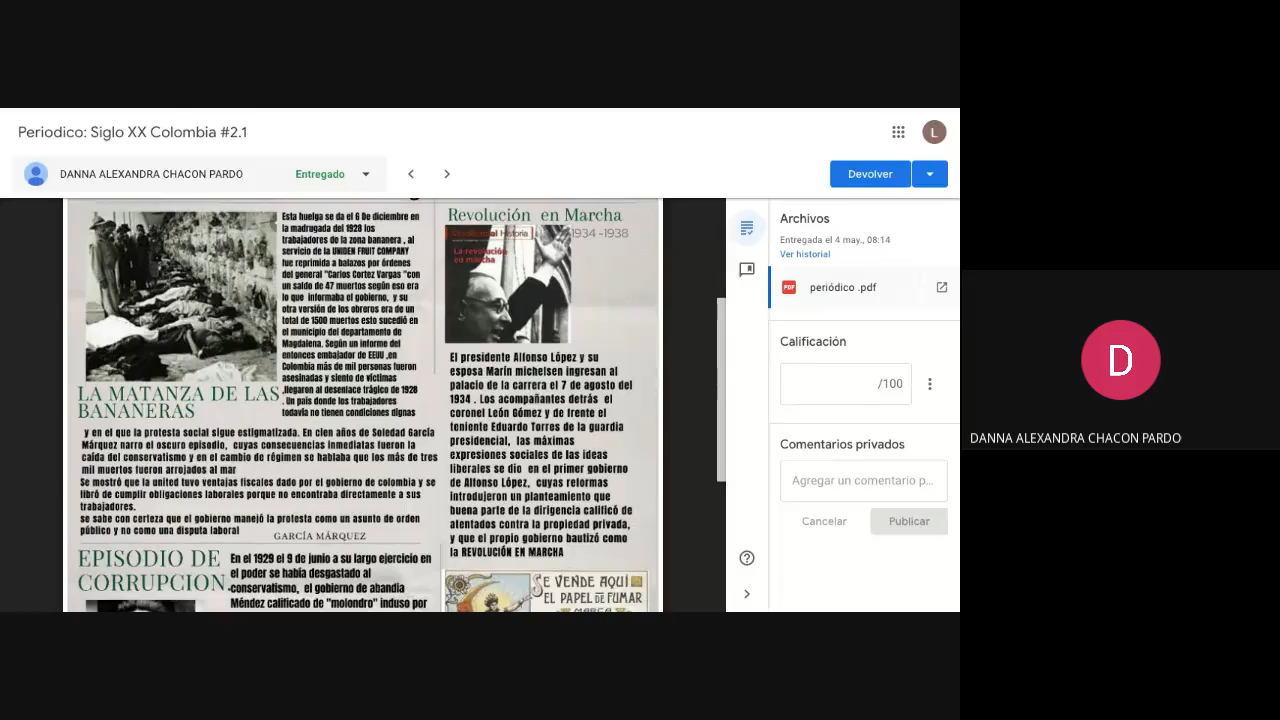 Periodico: Siglo XX Colombia #2.1
L
DANNA ALEXANDRA CHACON PARDO
Entregado
Devolver
Esta huelga se da el 6 De diciembre en
la madrugada del 1928 los
trabajadores de la zona bananera , al
servicio de la UNIDEN FRUIT COMPANY
fue reprimida a balazos por órdenes
del general "Carlos Cortez Vargas "con
un saldo de 47 muertos según eso era
lo que informaba el gobierno, y su
otra versión de los obreros era de un
total de 1500 muertos esto sucedió en
el municipio del departamento de
Magdalena. Según un informe del
entonces embajador de EEUU ,en
Colombia más de mil personas fueron
asesinadas y siento de víctimas
,llegaron al desenlace trágico de 1928
. Un país donde los trabajadores
todavía no tienen condiciones dignas
LA MATANZA DE LAS
BANANERAS
y en el que la protesta social sigue estigmatizada. En cien años de Soledad García
Márquez narro el oscuro episodio, cuyas consecuencias inmediatas fueron la
caída del conservatismo y en el cambio de régimen se hablaba que los más de tres
mil muertos fueron arrojados al mar
Se mostró que la united tuvo ventajas fiscales dado por el gobierno de colombia y se
libró de cumplir obligaciones laborales porque no encontraba directamente a sus
trabajadores.
se sabe con certeza que el gobierno manejó la protesta como un asunto de orden
público y no como una disputa laboral
GARCÍA MÁRQUEZ
EPISODIO DE
CORRUPCION
En el 1929 el 9 de junio a su largo ejercicio en
el poder se había desgastado al
conservatismo, el gobierno de abandia
Méndez calificado de "molondro" induso por
Revolución en Marcha
Historia
1934 -1938
La revolución
en marcha
El presidente Alfonso López y su
esposa Marín michelsen ingresan al
palacio de la carrera el 7 de agosto del
1934 . Los acompañantes detrás el
coronel León Gómez y de frente el
teniente Eduardo Torres de la guardia
presidencial, las máximas
expresiones sociales de las ideas
liberales se dio en el primer gobierno
de Alfonso López, cuyas reformas
introdujeron un planteamiento que
buena parte de la dirigencia calificó de
atentados contra la propiedad privada,
y que el propio gobierno bautizó como
la REVOLUCIÓN EN MARCHA
SE VENDE AQUÍ
EL PAPEL DE FUMAR
MARCA
Archivos
Entregada el 4 may., 08:14
Ver historial
PDF
periódico .pdf
Calificación
/100
Comentarios privados
Agregar un comentario p...
Cancelar
Publicar
D
DANNA ALEXANDRA CHACON PARDO